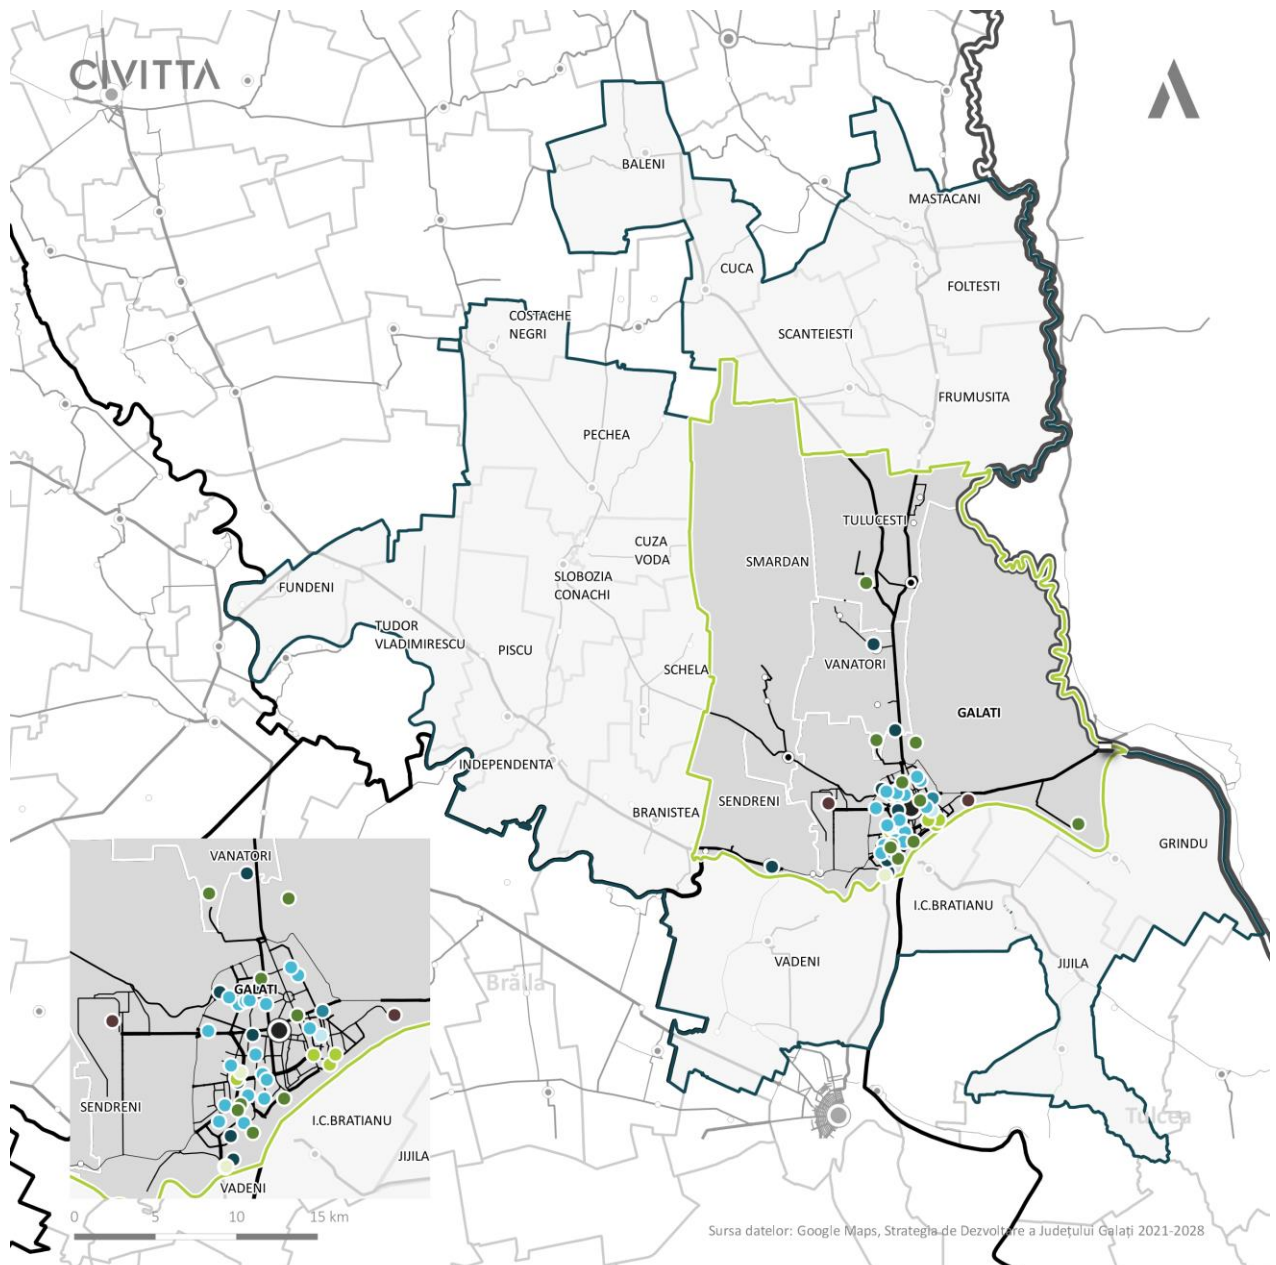 CIVITTA
BALENI
MASTACANI
CUCA
FOLTESTI
COSTACHE
NEGRI
SCANTEIESTI
FRUMUSITA
PECHEA
TULUCESTI
CUZA
VODA
SMARDAN
SLOBOZIA
CONACHI
FUNDENI
TUDOR
VLADIMIRESCU
PISCU
SCHELA
VANATORI
GALATI
INDEPENDENTA
BRANISTEA
SENDRENI
GRINDU
I.C.BRATIANU
VADENI
JIJILA
Brăila
Tulcea
VANATORI
GALATI
SENDRENI
I.C.BRATIANU
JIJILA
VADENI
0 5 10 15 km
Sursa datelor: Google Maps, Strategia de Dezvoltare a Județului Galați 2021-2028